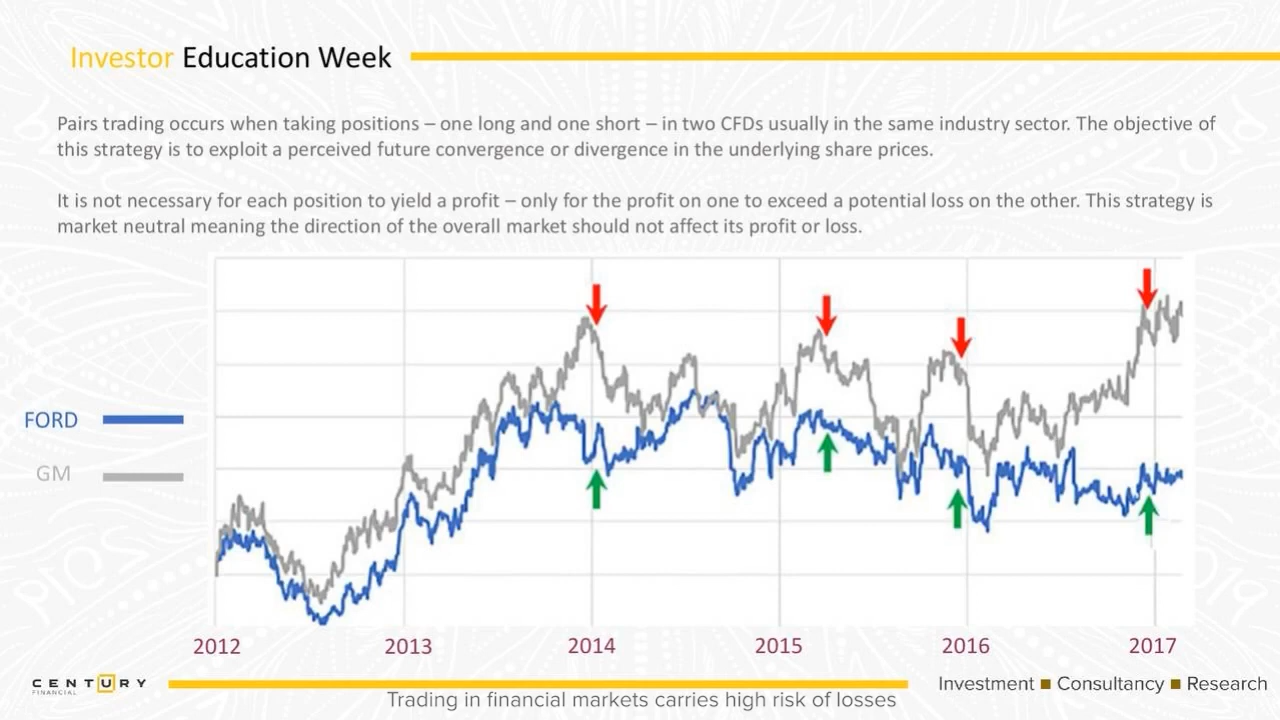 Investor Education Week
Pairs trading occurs when taking positions – one long and one short – in two CFDs usually in the same industry sector. The objective of
this strategy is to exploit a perceived future convergence or divergence in the underlying share prices.
It is not necessary for each position to yield a profit – only for the profit on one to exceed a potential loss on the other. This strategy is
market neutral meaning the direction of the overall market should not affect its profit or loss.
FORD
GM
2012 2013 2014 2015 2016 2017
CENTURY
FINANCIAL
Investment ■ Consultancy ■ Research
Trading in financial markets carries high risk of losses